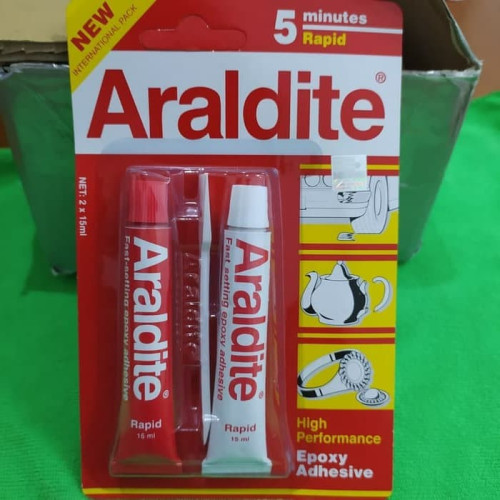 NEW
INTERNATIONAL PACK
5 minutes
Rapid
Araldite®
NET: 2 x 15ml
Araldite®
Fast-setting epoxy adhesive
Rapid
15 ml
Araldite
Araldite®
Fast setting epoxy adhesive
Rapid
15 ml
High
Performance
Epoxy
Adhesive